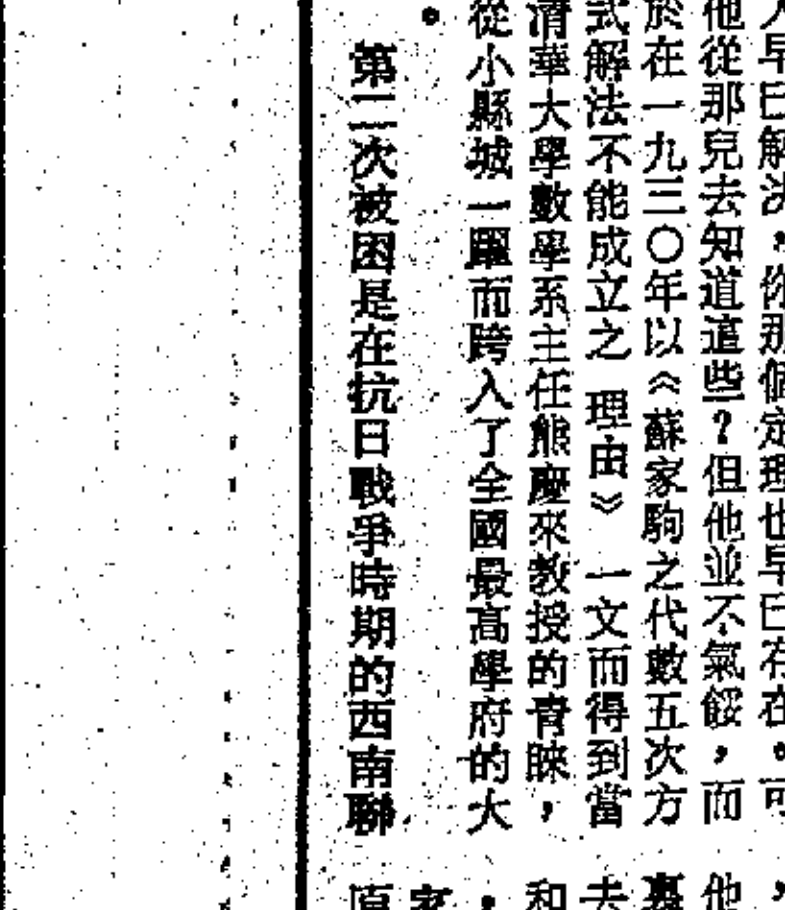 早已解决，你那個定理也早已存在。可
他從那兒去知道這些？但他並不氣餒，而
於在一九三〇年以《蘇家駒之代數五次方
式解法不能成立之 理由》 一文而得到當
清華大學數學系主任熊慶來教授的青睞，
從小縣城一躍而跨入了全國最高學府的大
。
第二次被困是在抗日戰爭時期的西南聯
，
他
裏
去
和
，